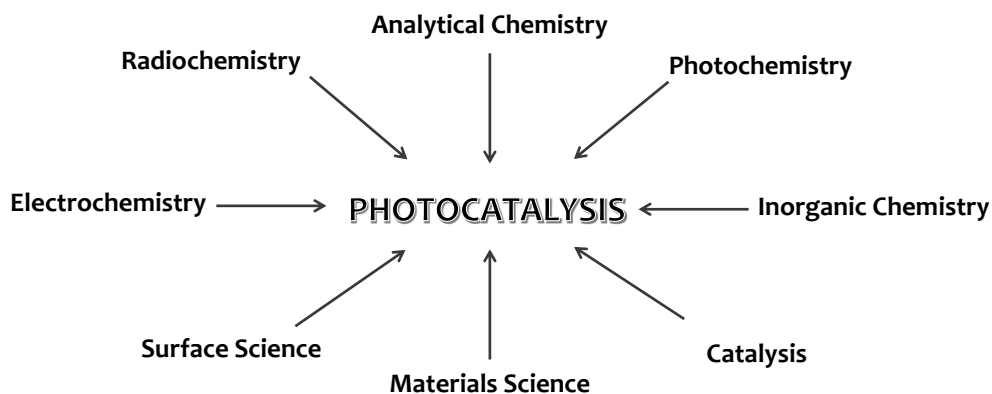 Analytical Chemistry
Radiochemistry
Photochemistry
Electrochemistry
PHOTOCATALYSIS
Inorganic Chemistry
Surface Science
Catalysis
Materials Science